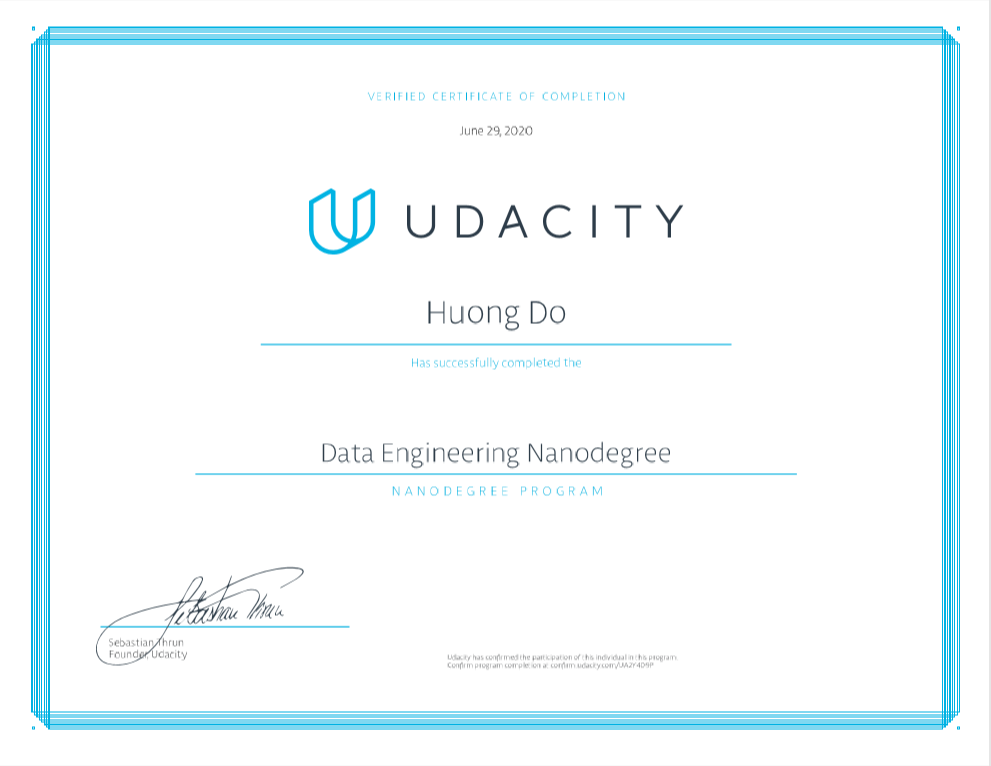 VERIFIED CERTIFICATE OF COMPLETION
June 29, 2020
UDACITY
Huong Do
Has successfully completed the
Data Engineering Nanodegree
NANODEGREE PROGRAM
Sebastian Thrun
Sebastian Thrun
Founder, Udacity
Udacity has confirmed the participation of this individual in this program.
Confirm program completion at confirm.udacity.com/